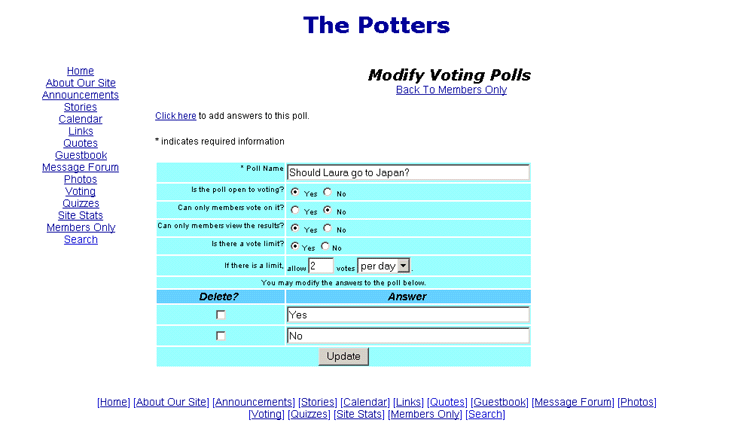 The Potters
Home
About Our Site
Announcements
Stories
Calendar
Links
Quotes
Guestbook
Message Forum
Photos
Voting
Quizzes
Site Stats
Members Only
Search
Modify Voting Polls
Back To Members Only
Click here to add answers to this poll.
* indicates required information
* Poll Name Should Laura go to Japan?
Is the poll open to voting? Yes No
Can only members vote on it? Yes No
Can only members view the results? Yes No
Is there a vote limit? Yes No
If there is a limit, allow 2 votes per day .
You may modify the answers to the poll below.
Delete? Answer
Yes
No
Update
[Home] [About Our Site] [Announcements] [Stories] [Calendar] [Links] [Quotes] [Guestbook] [Message Forum] [Photos]
[Voting] [Quizzes] [Site Stats] [Members Only] [Search]